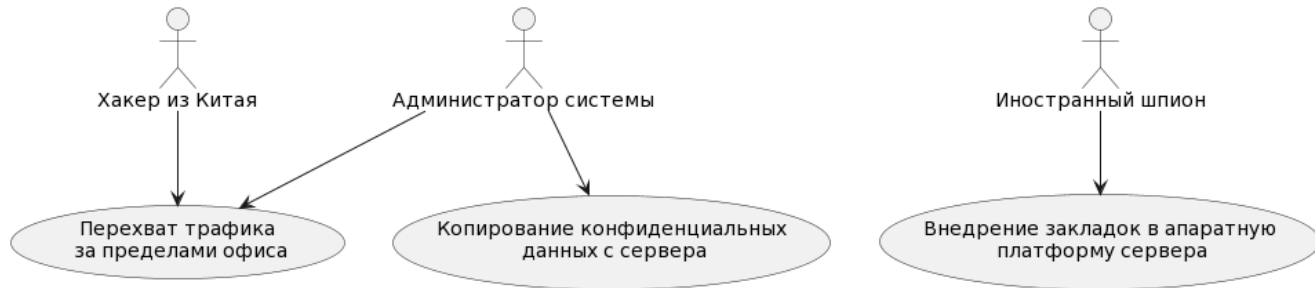 Хакер из Китая
Администратор системы
Иностранный шпион
Перехват трафика
за пределами офиса
Копирование конфиденциальных
данных с сервера
Внедрение закладок в апаратную
платформу сервера